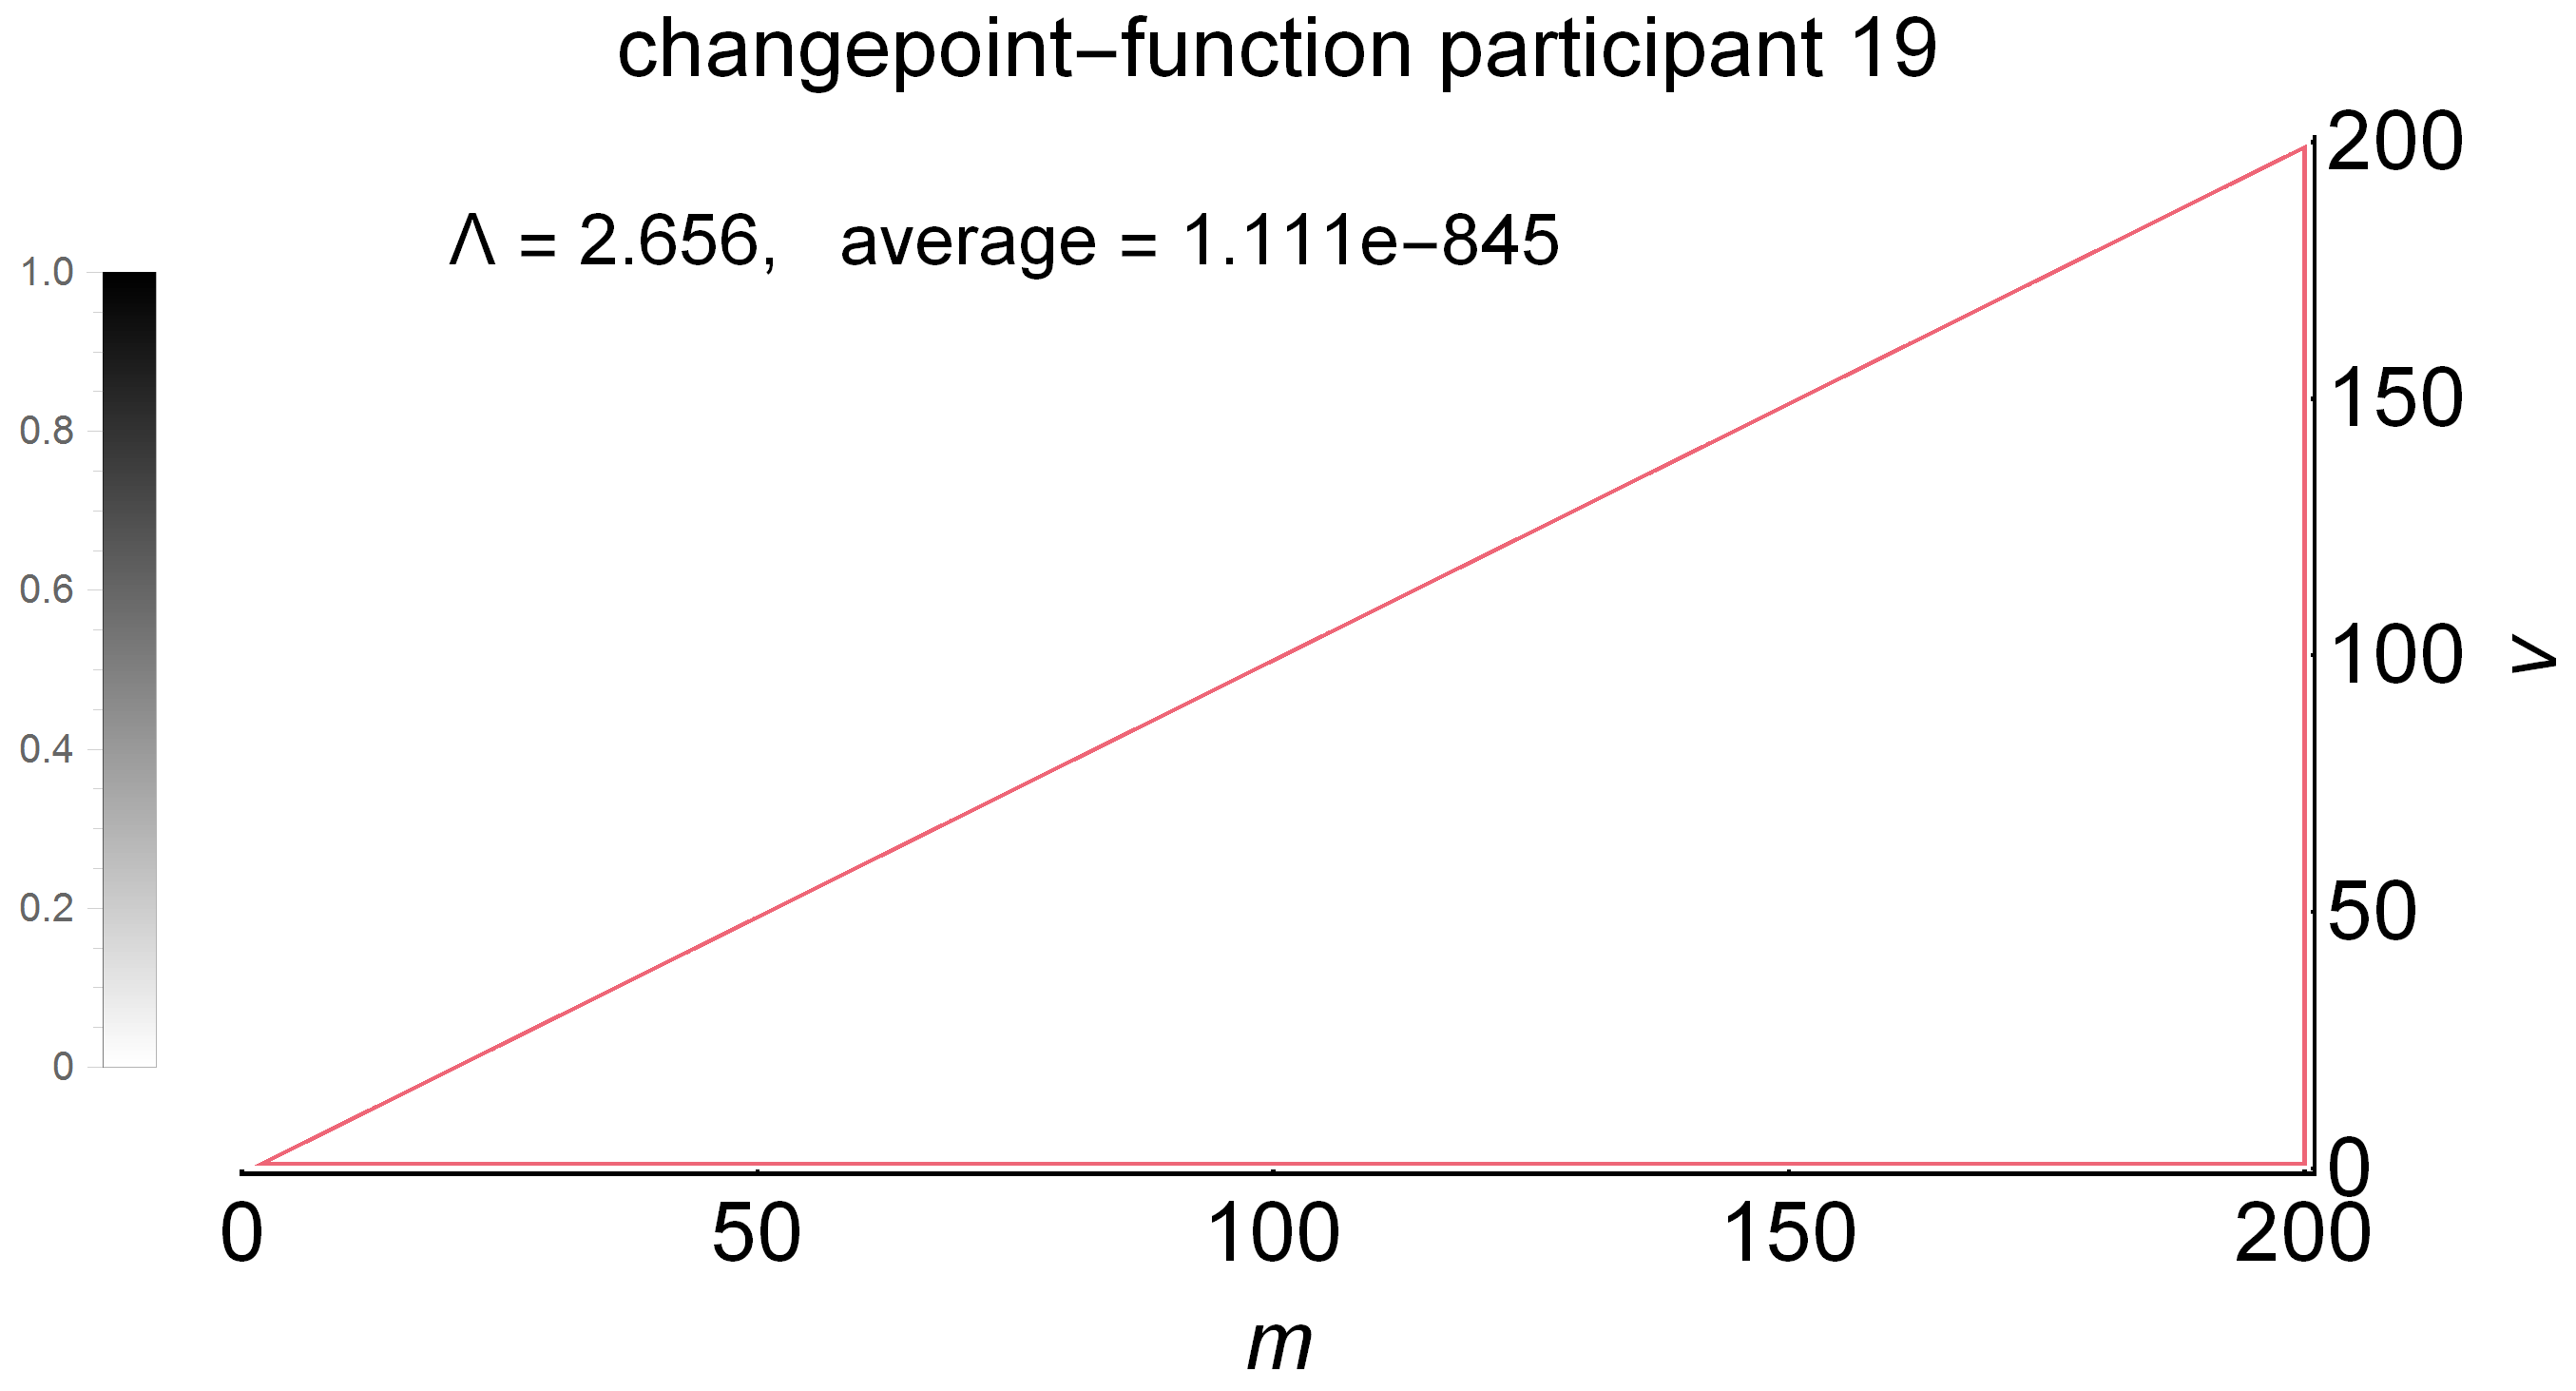 changepoint–function participant 19
Λ = 2.656, average = 1.111e–845
1.0
0.8
0.6
0.4
0.2
0
200
150
100
50
0
v
0 50 100 150 200
m